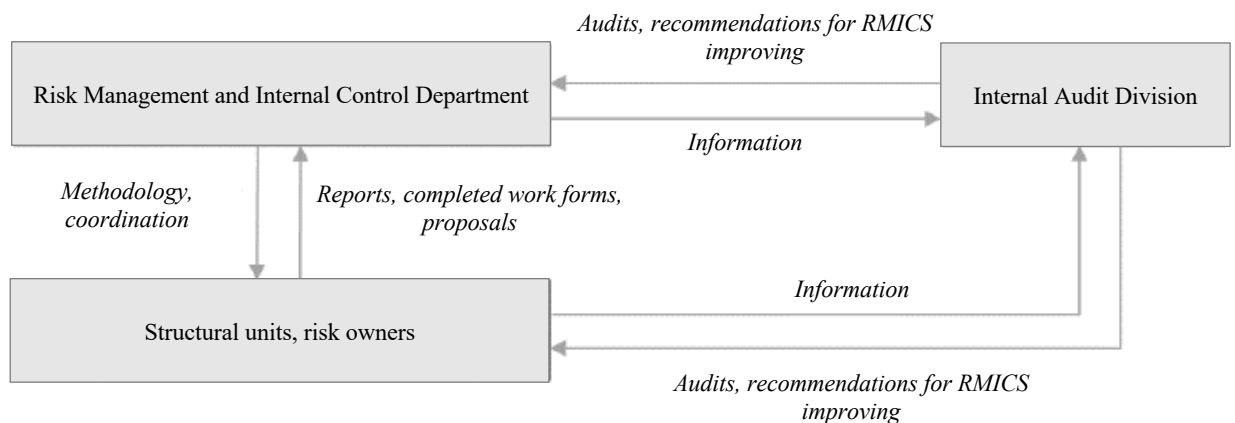 Audits, recommendations for RMICS
improving
Risk Management and Internal Control Department
Internal Audit Division
Information
Methodology,
coordination
Reports, completed work forms,
proposals
Information
Structural units, risk owners
Audits, recommendations for RMICS
improving